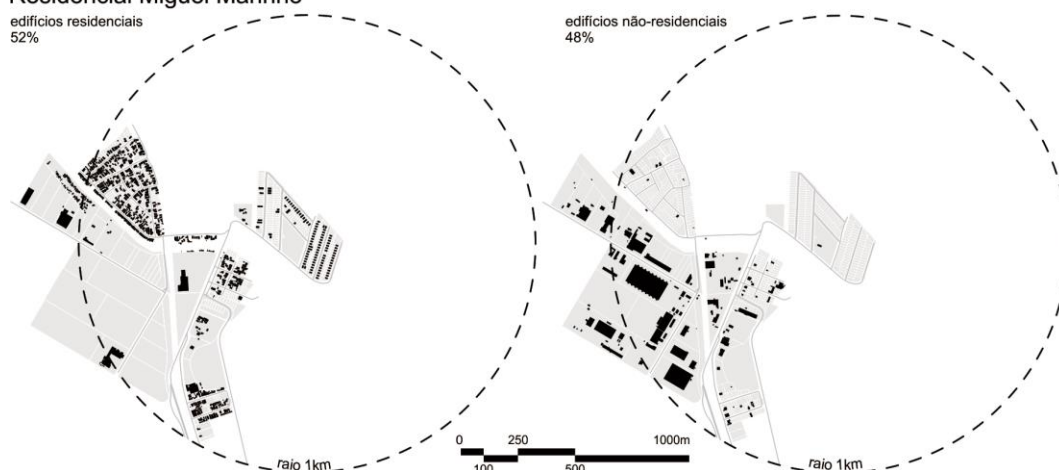 Residencial Miguel Marinho
edifícios residenciais
52%
edifícios não-residenciais
48%
0 250 1000m
100 500
raio 1km
raio 1km